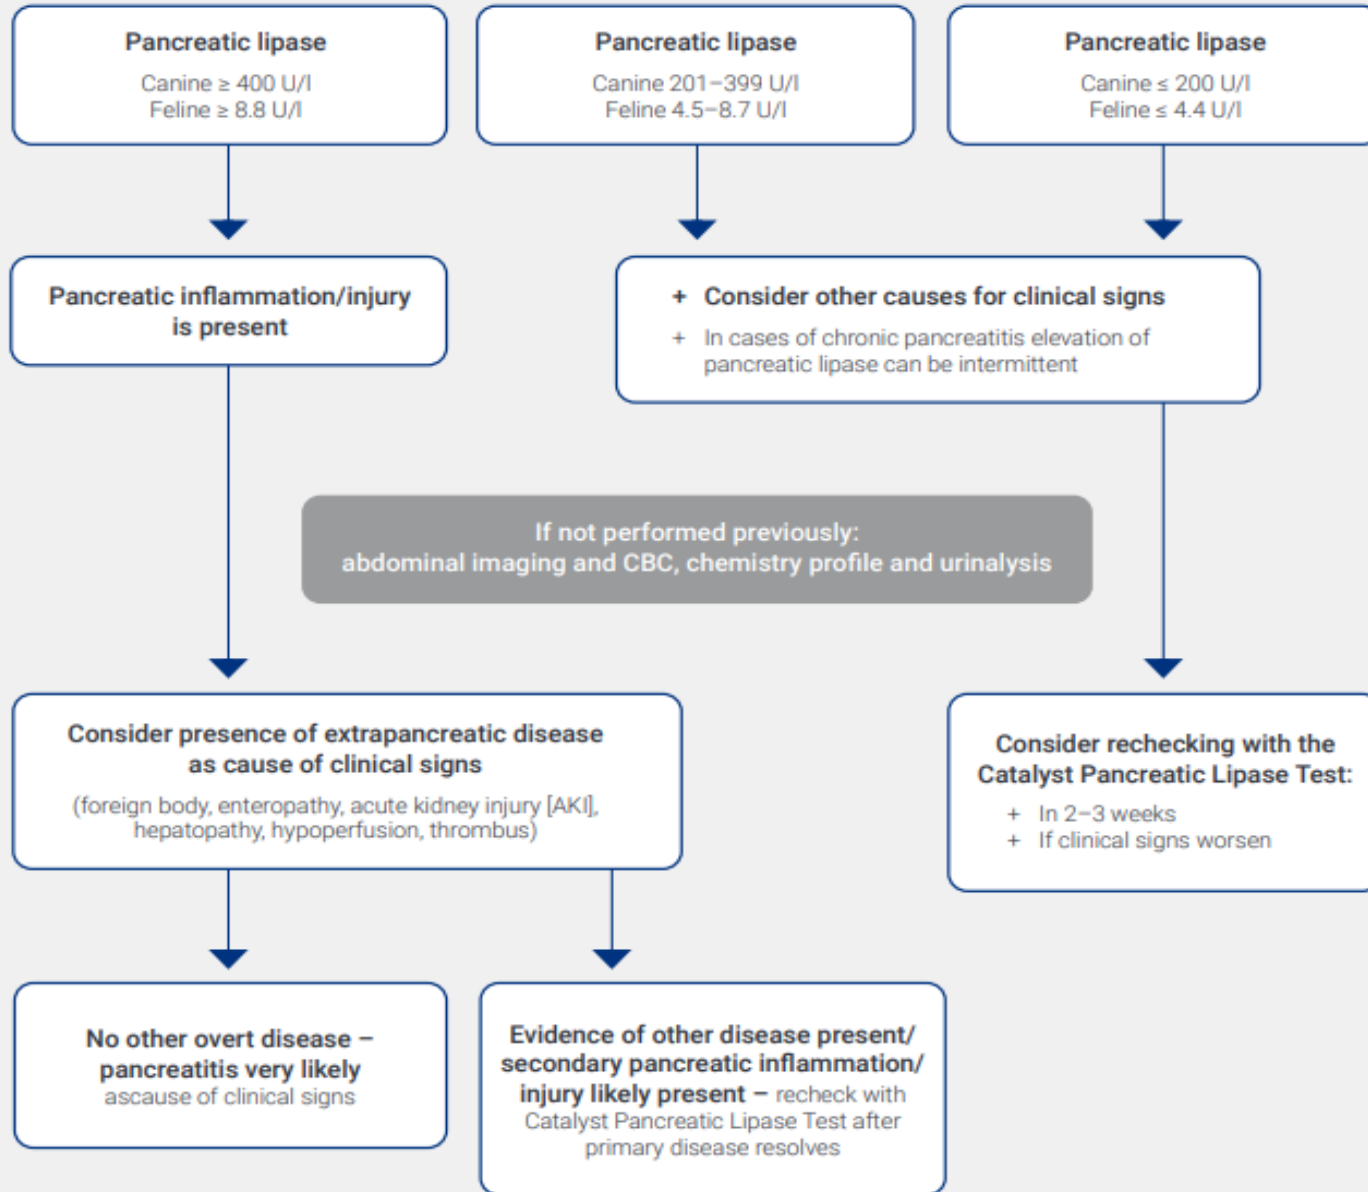 Pancreatic lipase
Canine ≥ 400 U/l
Feline ≥ 8.8 U/l
Pancreatic lipase
Canine 201–399 U/l
Feline 4.5–8.7 U/l
Pancreatic lipase
Canine ≤ 200 U/l
Feline ≤ 4.4 U/l
Pancreatic inflammation/injury
is present
+ Consider other causes for clinical signs
+ In cases of chronic pancreatitis elevation of
pancreatic lipase can be intermittent
If not performed previously:
abdominal imaging and CBC, chemistry profile and urinalysis
Consider presence of extrapancreatic disease
as cause of clinical signs
(foreign body, enteropathy, acute kidney injury [AKI],
hepatopathy, hypoperfusion, thrombus)
Consider rechecking with the
Catalyst Pancreatic Lipase Test:
+ In 2–3 weeks
+ If clinical signs worsen
No other overt disease –
pancreatitis very likely
ascause of clinical signs
Evidence of other disease present/
secondary pancreatic inflammation/
injury likely present – recheck with
Catalyst Pancreatic Lipase Test after
primary disease resolves